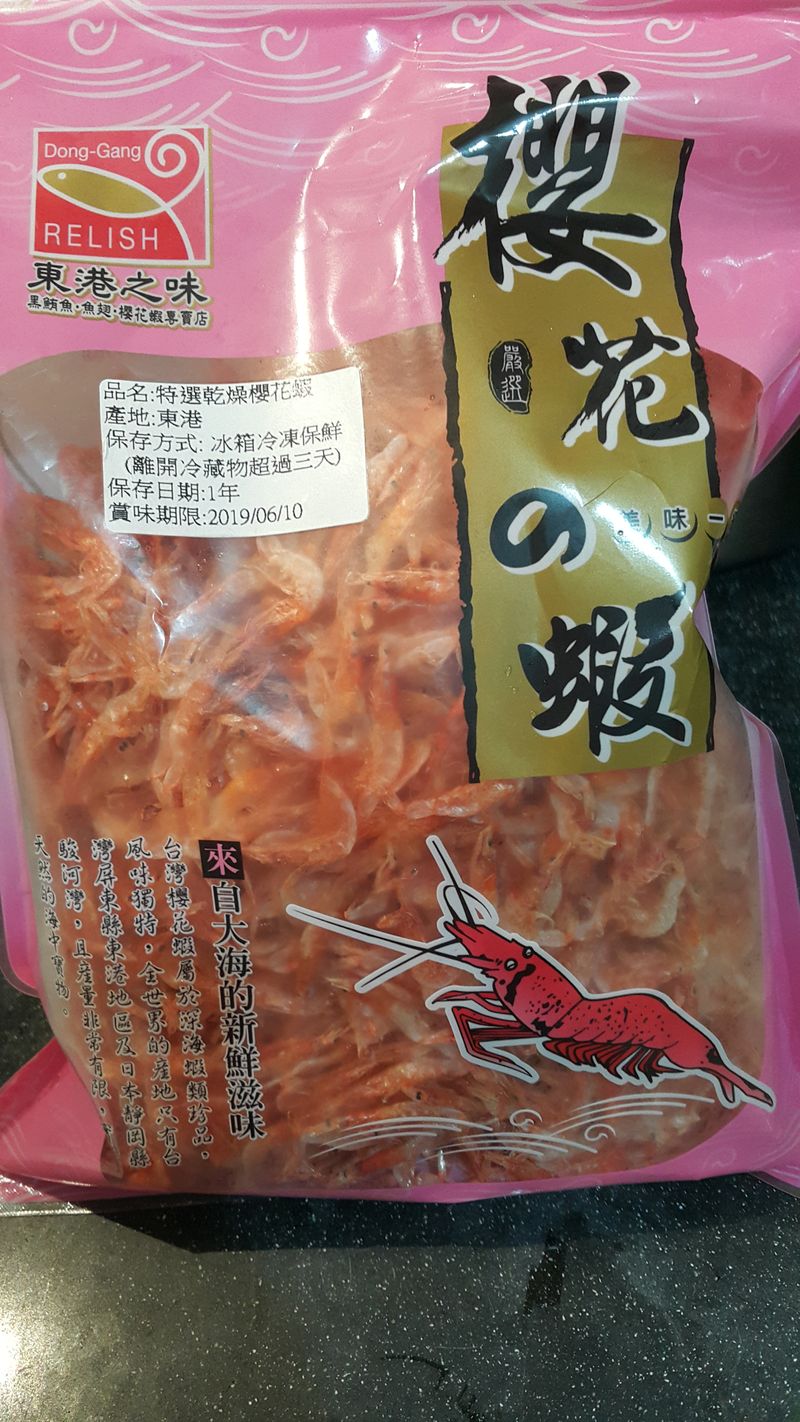 Dong-Gang
RELISH
東港之味
黑鮪魚·魚翅·櫻花蝦專賣店
櫻花の蝦
嚴選
味一
品名:特選乾燥櫻花蝦
產地:東港
保存方式: 冰箱冷凍保鮮
(離開冷藏物超過三天)
保存日期:1年
賞味期限:2019/06/10
來自大海的新鮮滋味
台灣櫻花蝦屬於深海蝦類珍品，
風味獨特，全世界的產地只有台
灣屏東縣東港地區及日本靜岡縣
駿河灣，且產量非常有限，
天然的海中寶物。